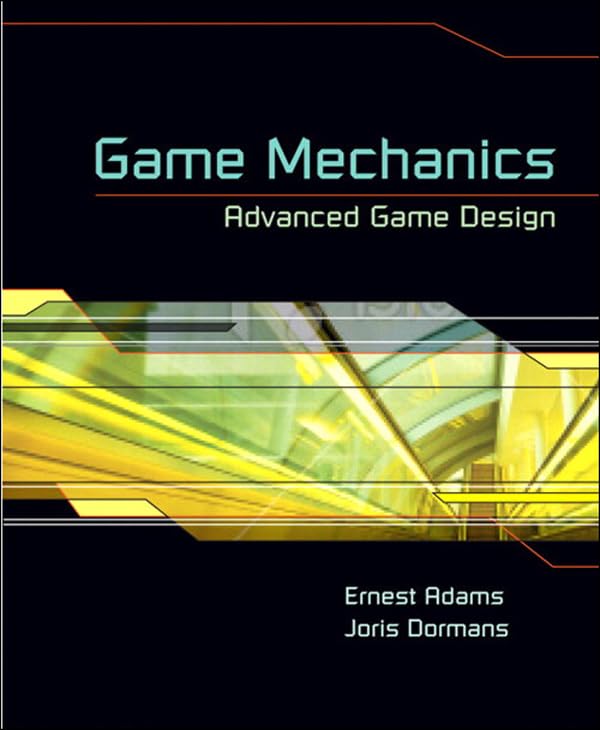 Game Mechanics
Advanced Game Design
Ernest Adams
Joris Dormans